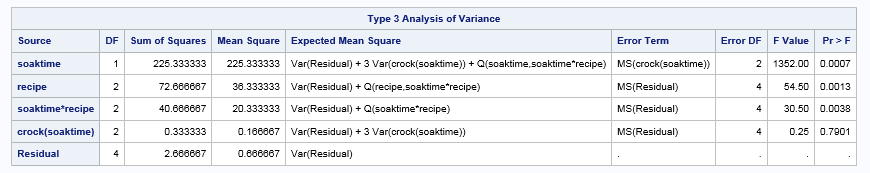 Type 3 Analysis of Variance
Source DF Sum of Squares Mean Square Expected Mean Square Error Term Error DF F Value Pr > F
soaktime 1 225.333333 225.333333 Var(Residual) + 3 Var(crock(soaktime)) + Q(soaktime,soaktime*recipe) MS(crock(soaktime)) 2 1352.00 0.0007
recipe 2 72.666667 36.333333 Var(Residual) + Q(recipe,soaktime*recipe) MS(Residual) 4 54.50 0.0013
soaktime*recipe 2 40.666667 20.333333 Var(Residual) + Q(soaktime*recipe) MS(Residual) 4 30.50 0.0038
crock(soaktime) 2 0.333333 0.166667 Var(Residual) + 3 Var(crock(soaktime)) MS(Residual) 4 0.25 0.7901
Residual 4 2.666667 0.666667 Var(Residual) . . . .